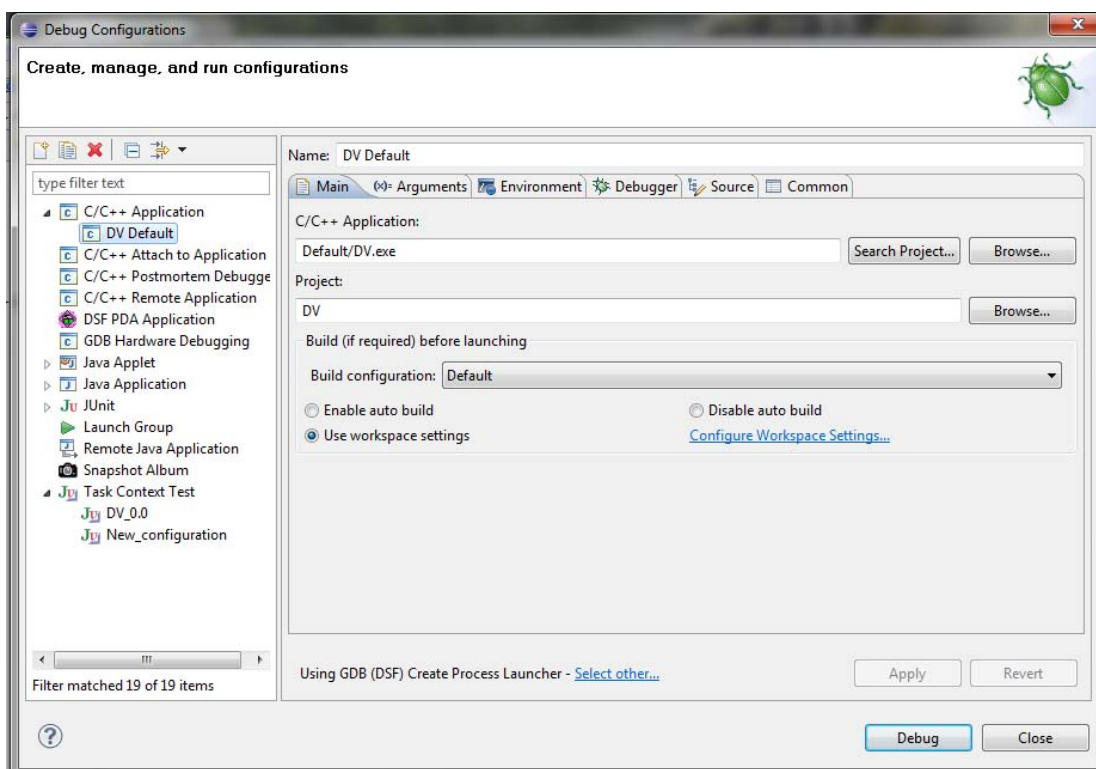 Debug Configurations
Create, manage, and run configurations
type filter text
C/C++ Application
DV Default
C/C++ Attach to Application
C/C++ Postmortem Debugge
C/C++ Remote Application
DSF PDA Application
GDB Hardware Debugging
Java Applet
Java Application
JUnit
Launch Group
Remote Java Application
Snapshot Album
Task Context Test
DV_0.0
New_configuration
Filter matched 19 of 19 items
Name: DV Default
Main (x)= Arguments Environment Debugger Source Common
C/C++ Application:
Default/DV.exe Search Project... Browse...
Project:
DV Browse...
Build (if required) before launching
Build configuration: Default
Enable auto build Disable auto build
Use workspace settings Configure Workspace Settings...
Using GDB (DSF) Create Process Launcher - Select other... Apply Revert
Debug Close